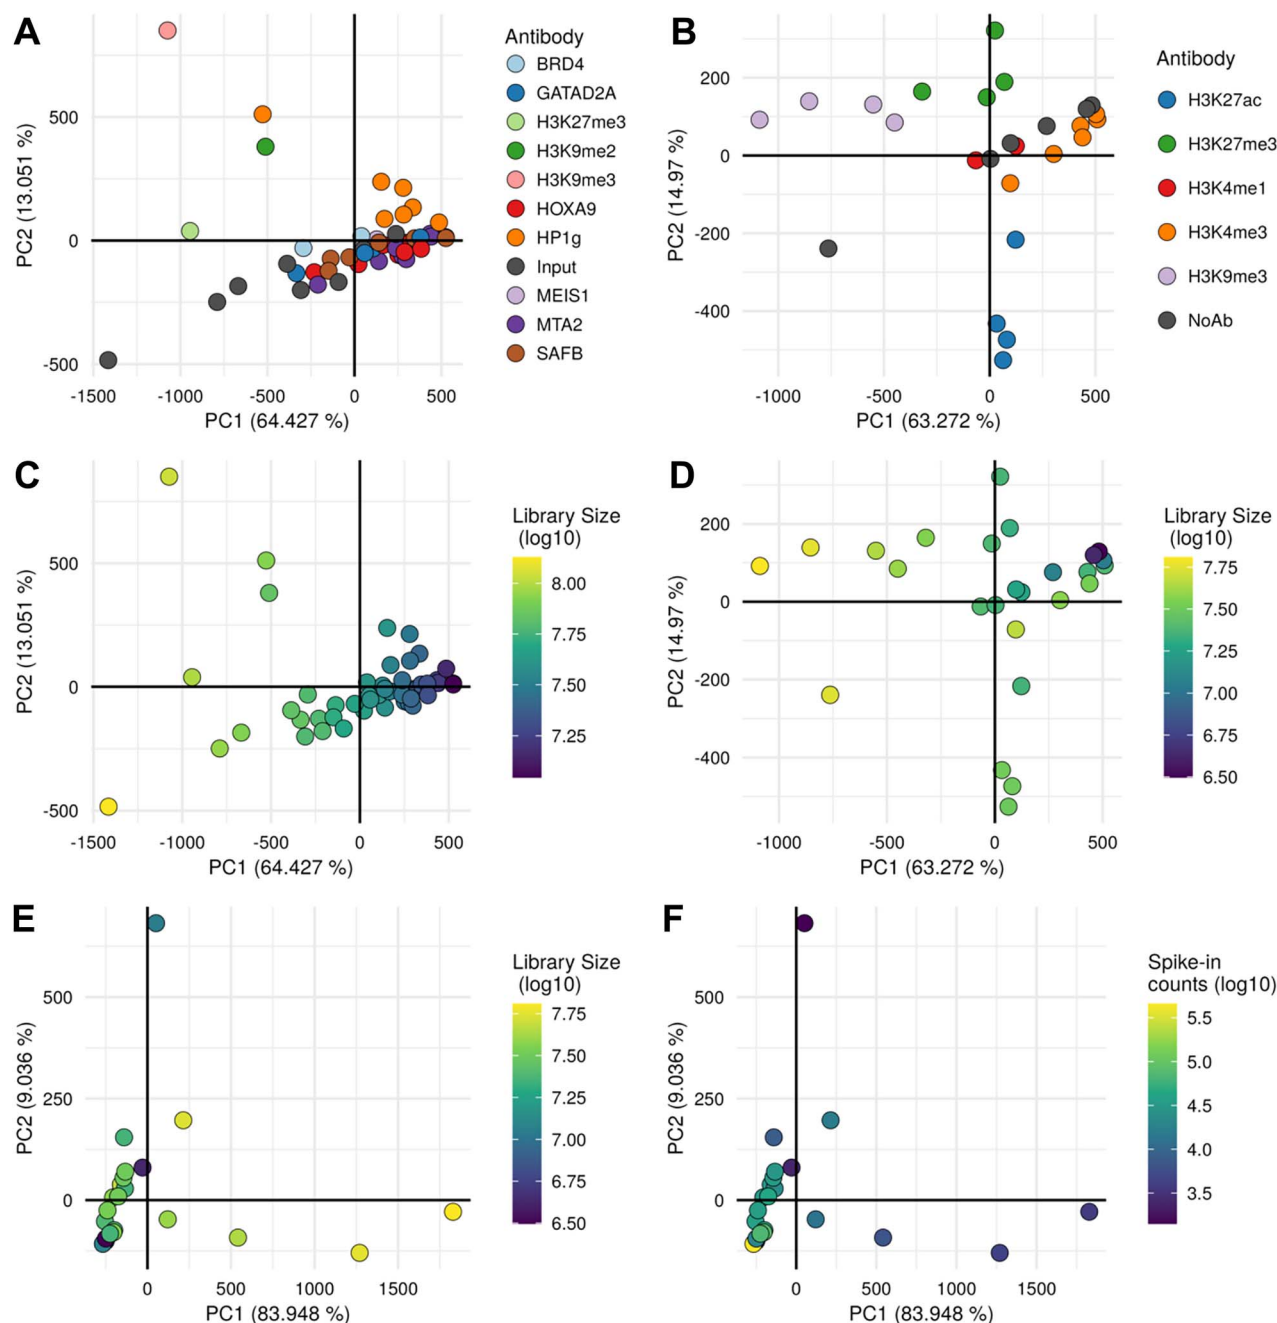 A
PC2 (13.051 %)
500
0
-500
-1500
-1000
-500
0
500
PC1 (64.427 %)
Antibody
BRD4
GATAD2A
H3K27me3
H3K9me2
H3K9me3
HOXA9
HP1g
Input
MEIS1
MTA2
SAFB
B
PC2 (14.97 %)
200
0
-200
-400
-1000
-500
0
500
PC1 (63.272 %)
Antibody
H3K27ac
H3K27me3
H3K4me1
H3K4me3
H3K9me3
NoAb
C
PC2 (13.051 %)
500
0
-500
-1500
-1000
-500
0
500
PC1 (64.427 %)
Library Size
(log10)
8.00
7.75
7.50
7.25
D
PC2 (14.97 %)
200
0
-200
-400
-1000
-500
0
500
PC1 (63.272 %)
Library Size
(log10)
7.75
7.50
7.25
7.00
6.75
6.50
E
PC2 (9.036 %)
500
250
0
0
500
1000
1500
PC1 (83.948 %)
Library Size
(log10)
7.75
7.50
7.25
7.00
6.75
6.50
F
PC2 (9.036 %)
500
250
0
0
500
1000
1500
PC1 (83.948 %)
Spike-in
counts (log10)
5.5
5.0
4.5
4.0
3.5